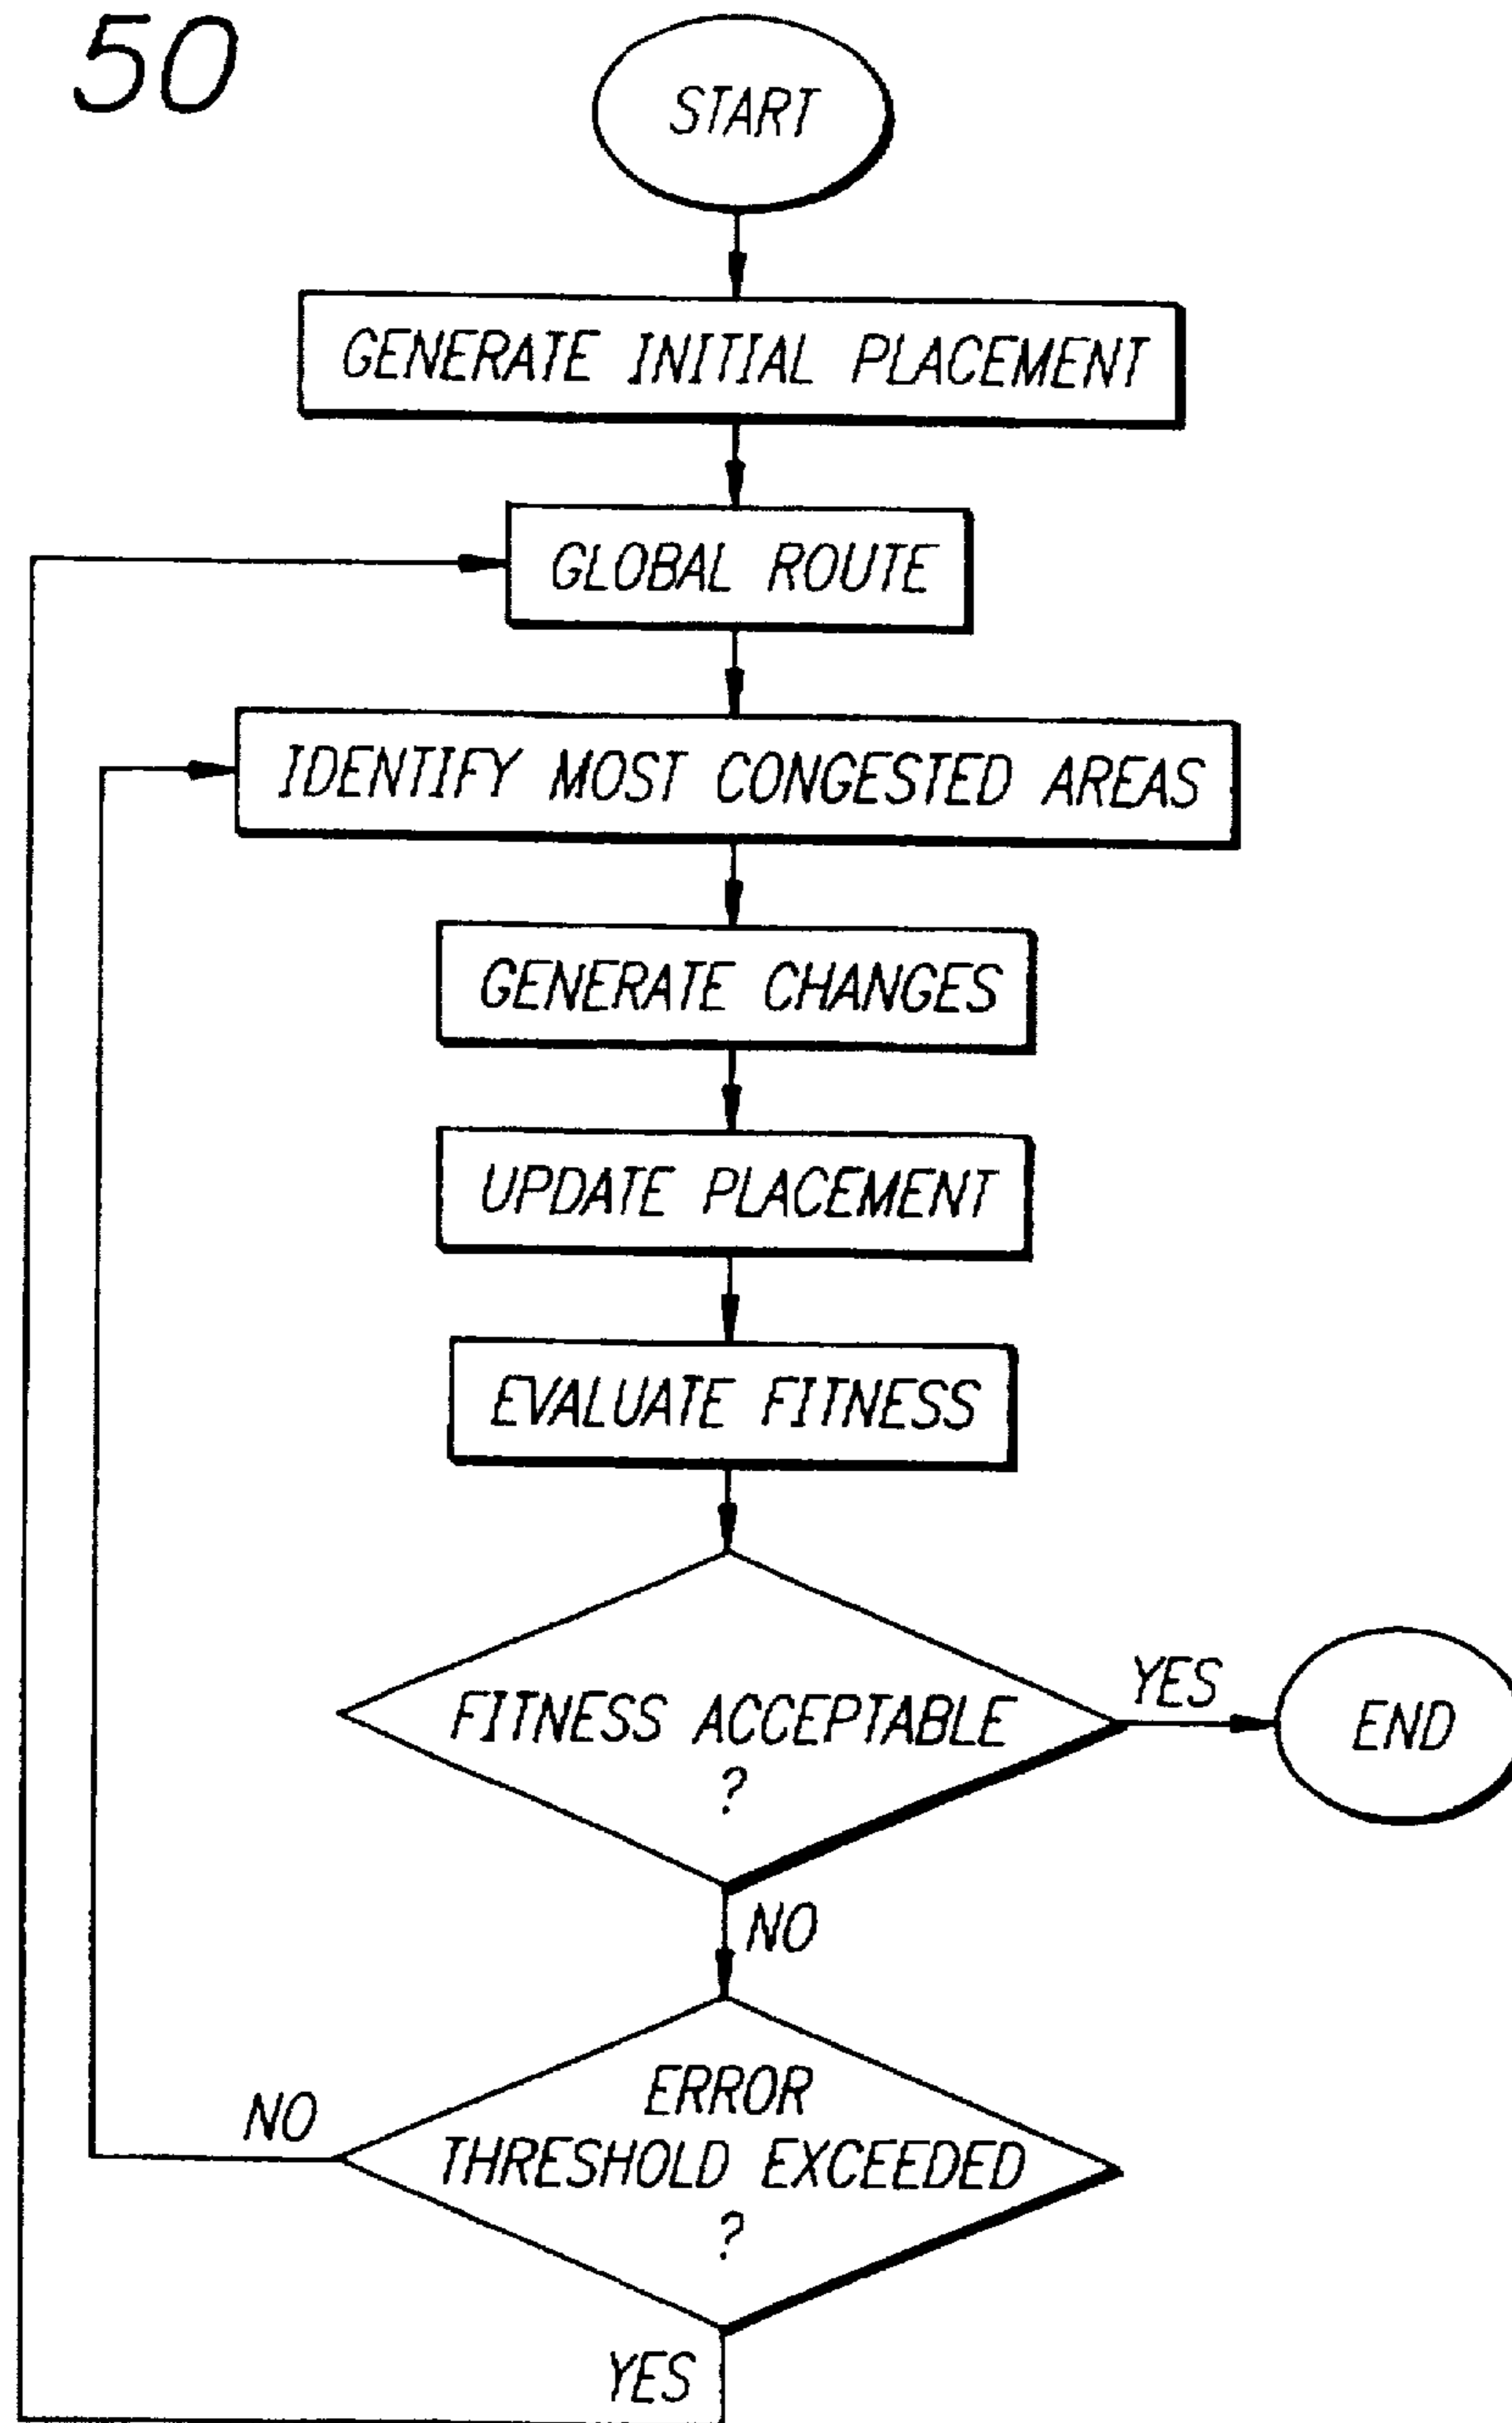 50
START
GENERATE INITIAL PLACEMENT
GLOBAL ROUTE
IDENTIFY MOST CONGESTED AREAS
GENERATE CHANGES
UPDATE PLACEMENT
EVALUATE FITNESS
FITNESS ACCEPTABLE
?
YES
END
NO
ERROR
THRESHOLD EXCEEDED
?
NO
YES